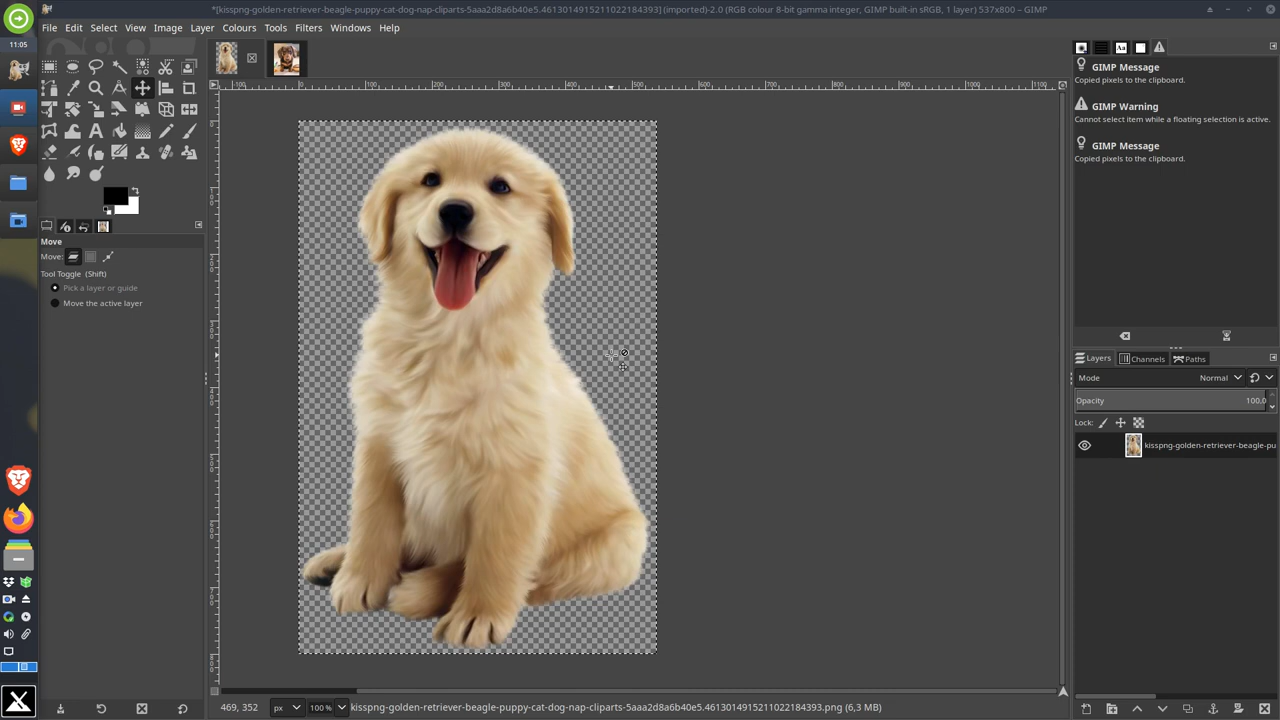 *[kisspng-golden-retriever-beagle-puppy-cat-dog-nap-cliparts-5aaa2d8a6b40e5.4613014915211022184393] (imported)-2.0 (RGB colour 8-bit gamma integer, GIMP built-in sRGB, 1 layer) 537x800 – GIMP
File Edit Select View Image Layer Colours Tools Filters Windows Help
11:05
GIMP Message
Copied pixels to the clipboard.
GIMP Warning
Cannot select item while a floating selection is active.
GIMP Message
Copied pixels to the clipboard.
Move
Move:
Tool Toggle (Shift)
Pick a layer or guide
Move the active layer
Layers Channels Paths
Mode Normal
Opacity 100,0
Lock:
kisspng-golden-retriever-beagle-pu
469, 352 px 100 % kisspng-golden-retriever-beagle-puppy-cat-dog-nap-cliparts-5aaa2d8a6b40e5.4613014915211022184393.png (6,3 MB)